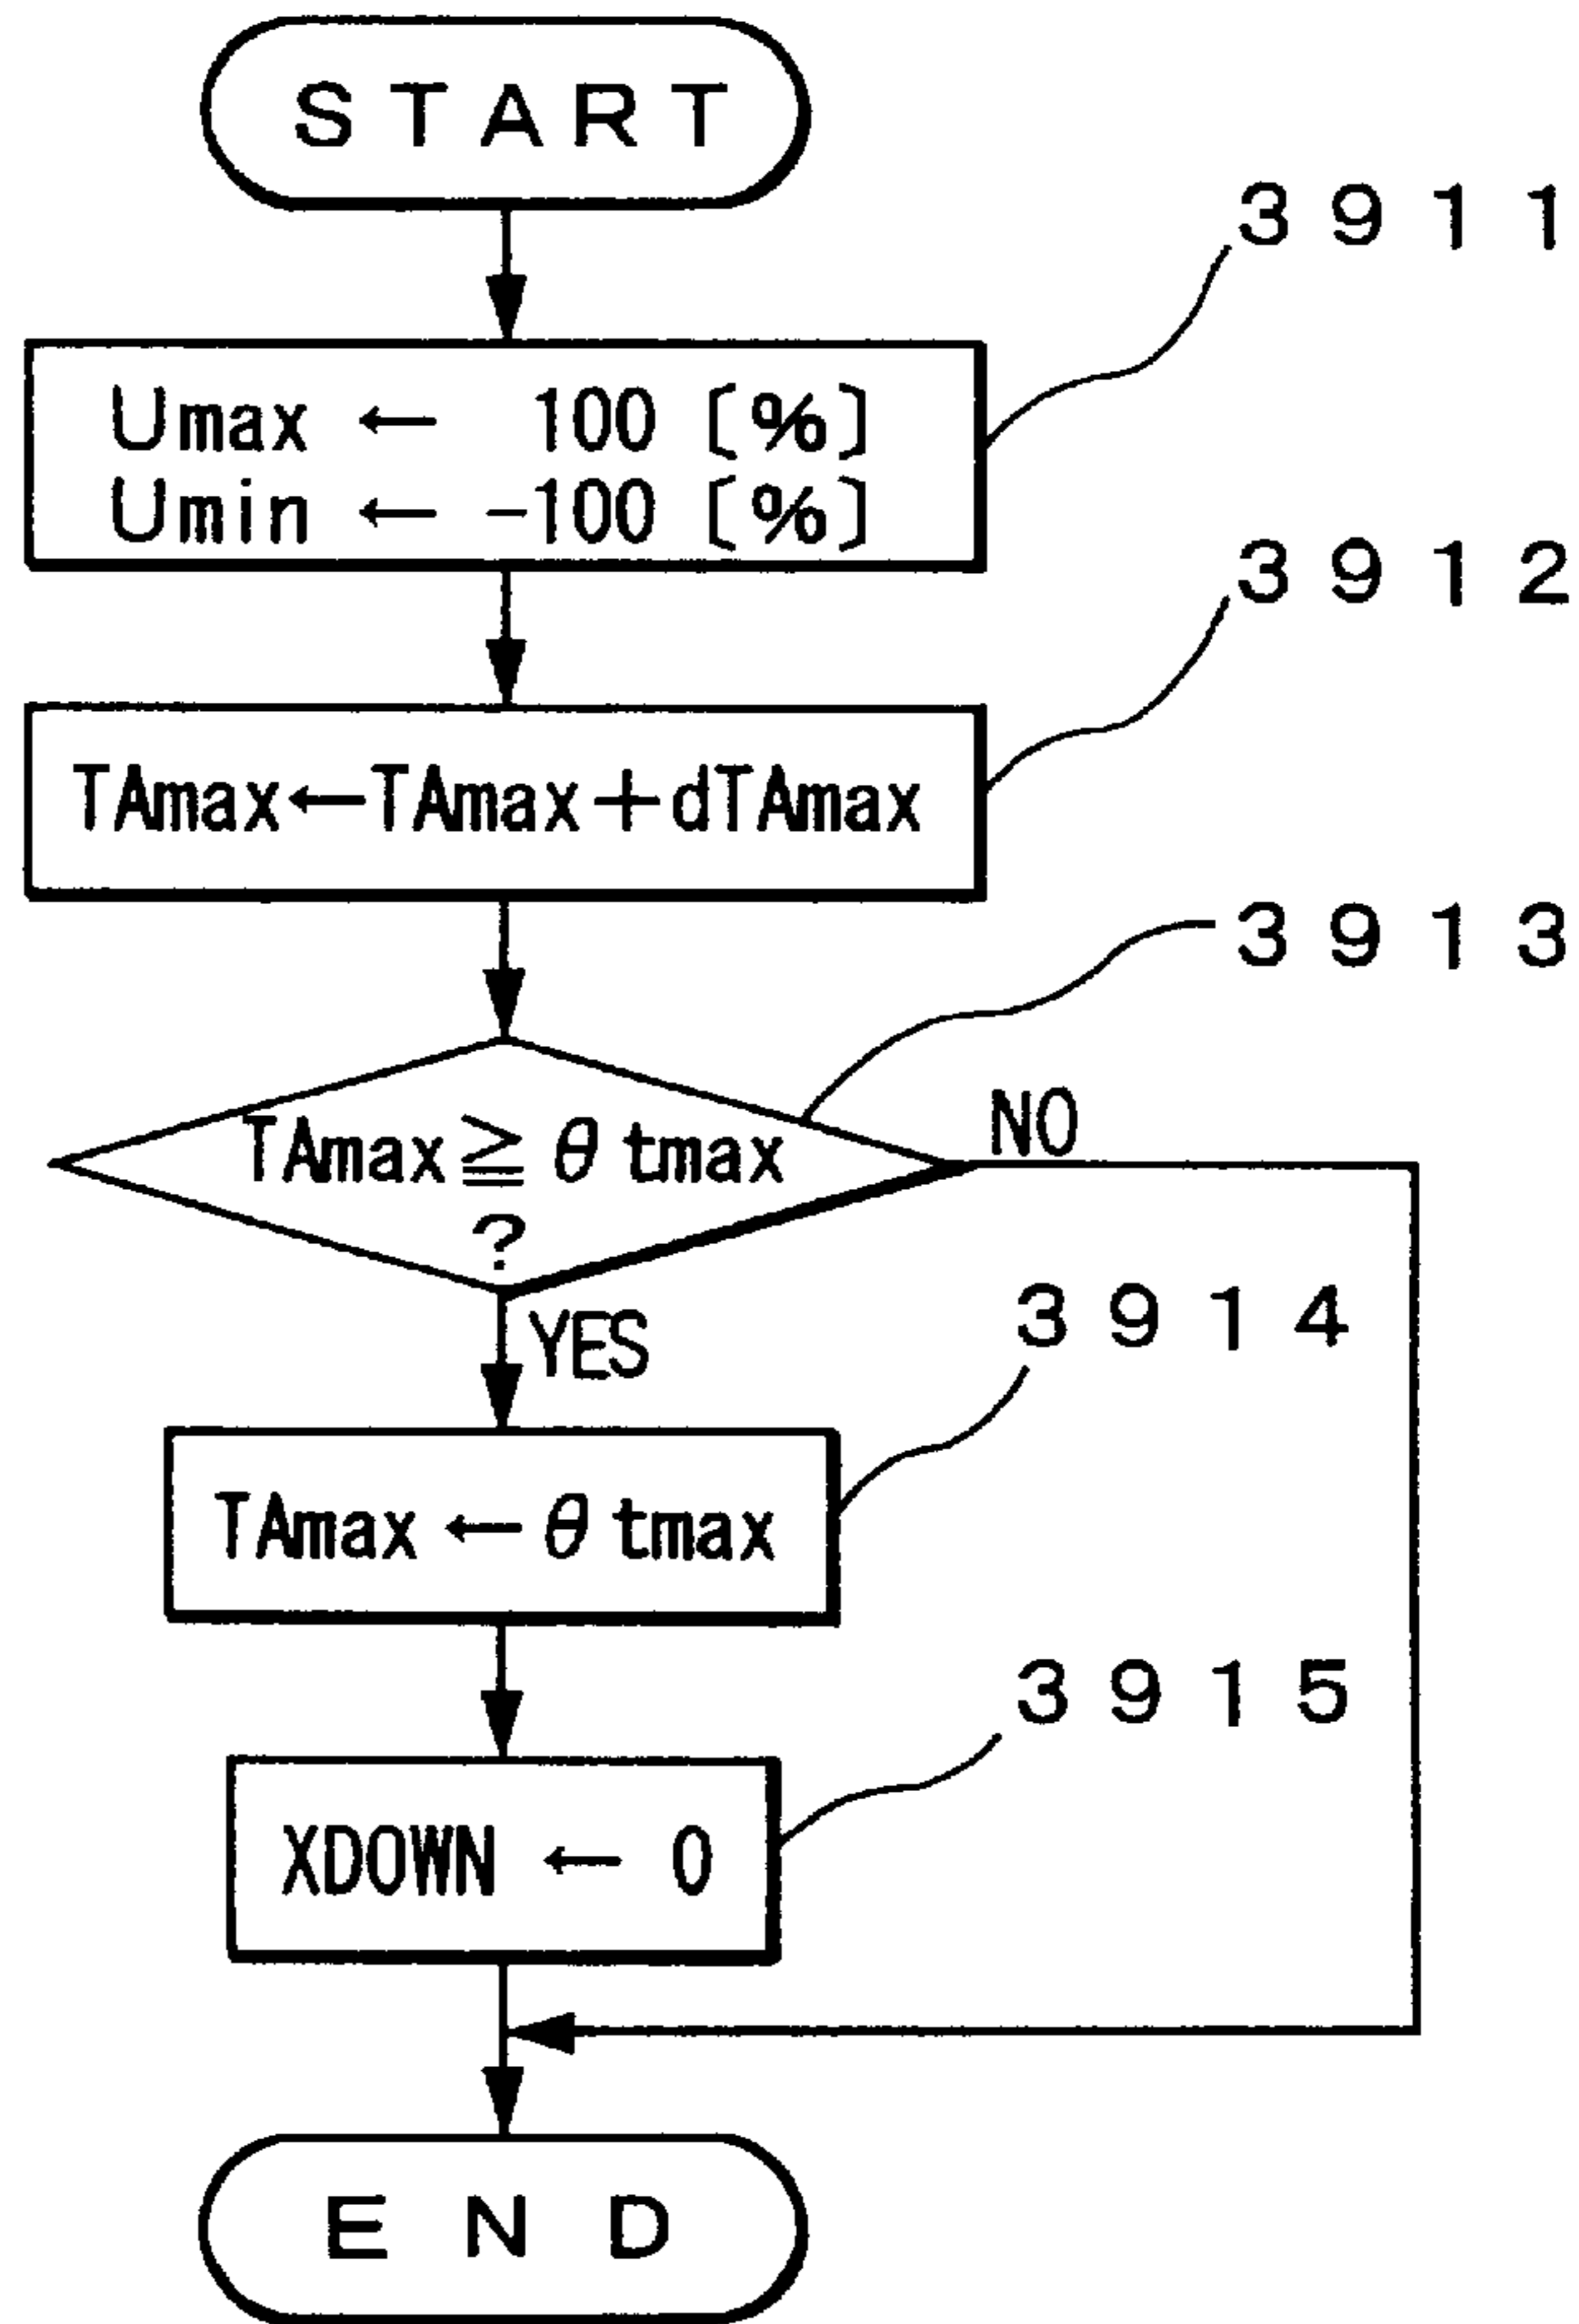 START
3911
Umax ← 100 [%]
Umin ← -100 [%]
3912
TAmax←TAmax+dTAmax
3913
TAmax≧θtmax
?
NO
YES
3914
TAmax←θtmax
3915
XDOWN ← 0
END